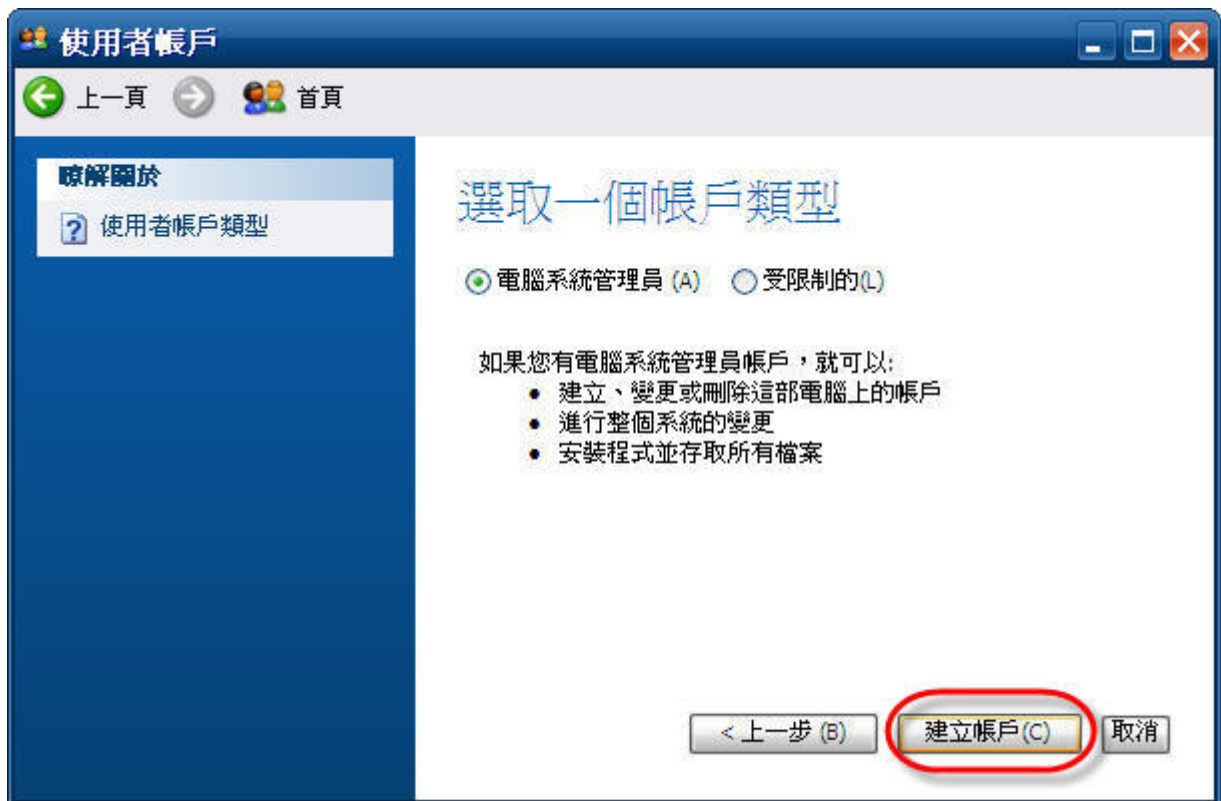 使用者帳戶
上一頁 首頁
瞭解關於
使用者帳戶類型
選取一個帳戶類型
電腦系統管理員 (A) 受限制的(L)
如果您有電腦系統管理員帳戶，就可以:
• 建立、變更或刪除這部電腦上的帳戶
• 進行整個系統的變更
• 安裝程式並存取所有檔案
< 上一步 (B) 建立帳戶(C) 取消